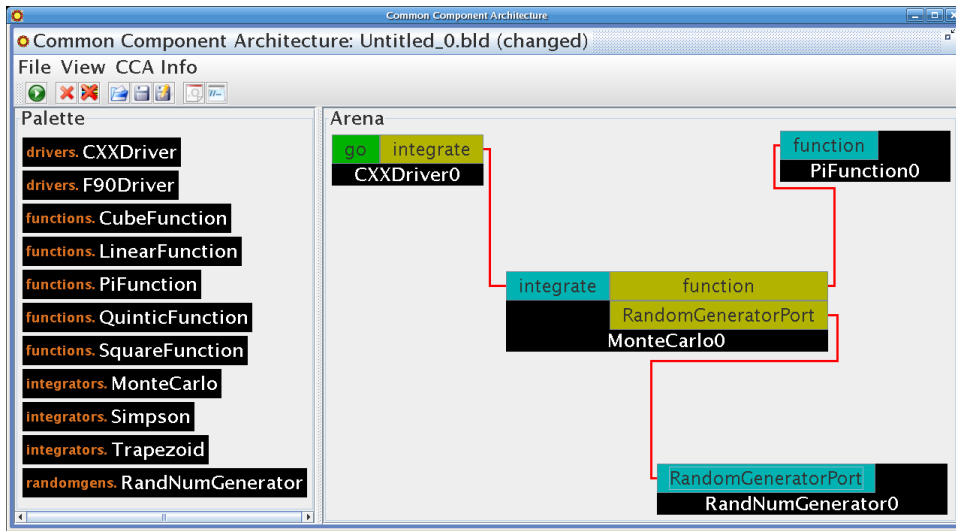 Common Component Architecture
Common Component Architecture: Untitled_0.bld (changed)
File View CCA Info
Palette
drivers. CXXDriver
drivers. F90Driver
functions. CubeFunction
functions. LinearFunction
functions. PiFunction
functions. QuinticFunction
functions. SquareFunction
integrators. MonteCarlo
integrators. Simpson
integrators. Trapezoid
randomgens. RandNumGenerator
Arena
go integrate
CXXDriver0
function
PiFunction0
integrate function
RandomGeneratorPort
MonteCarlo0
RandomGeneratorPort
RandNumGenerator0